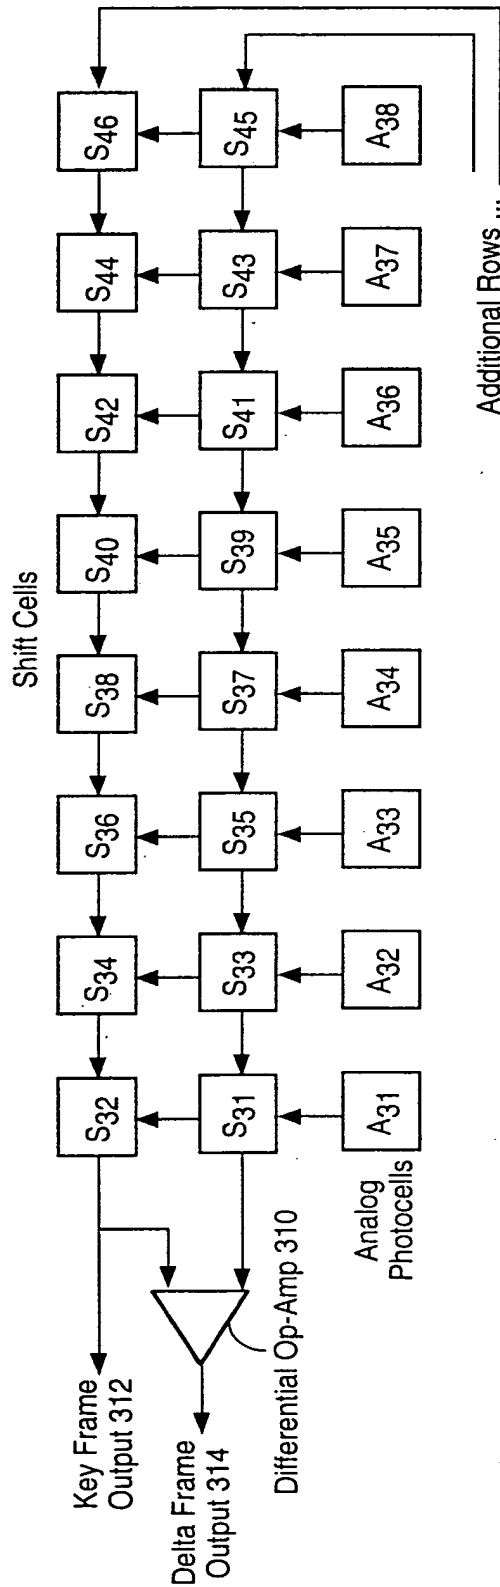 Shift Cells
S32
S34
S36
S38
S40
S42
S44
S46
S31
S33
S35
S37
S39
S41
S43
S45
A31
A32
A33
A34
A35
A36
A37
A38
Key Frame
Output 312
Delta Frame
Output 314
Differential Op-Amp 310
Analog
Photocells
Additional Rows ...